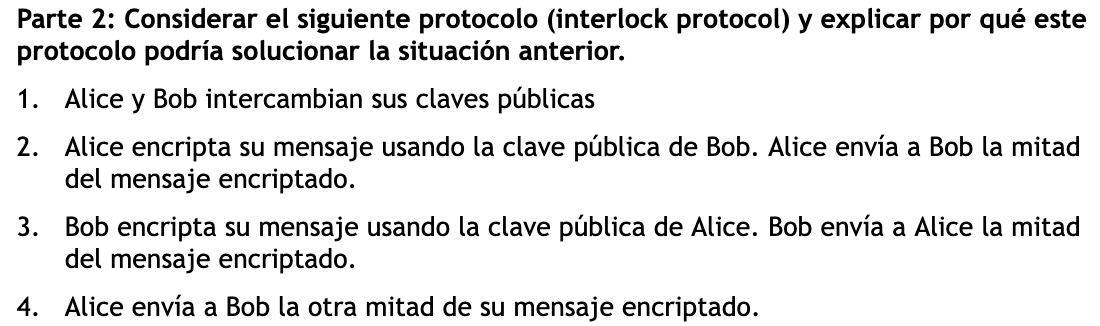 Parte 2: Considerar el siguiente protocolo (interlock protocol) y explicar por qué este
protocolo podría solucionar la situación anterior.
1. Alice y Bob intercambian sus claves públicas
2. Alice encripta su mensaje usando la clave pública de Bob. Alice envía a Bob la mitad
del mensaje encriptado.
3. Bob encripta su mensaje usando la clave pública de Alice. Bob envía a Alice la mitad
del mensaje encriptado.
4. Alice envía a Bob la otra mitad de su mensaje encriptado.